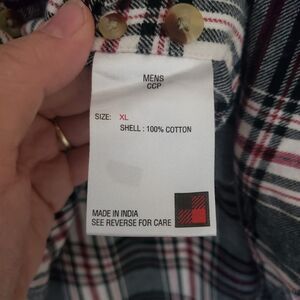 MENS
CCP
SIZE: XL
SHELL : 100% COTTON
MADE IN INDIA
SEE REVERSE FOR CARE